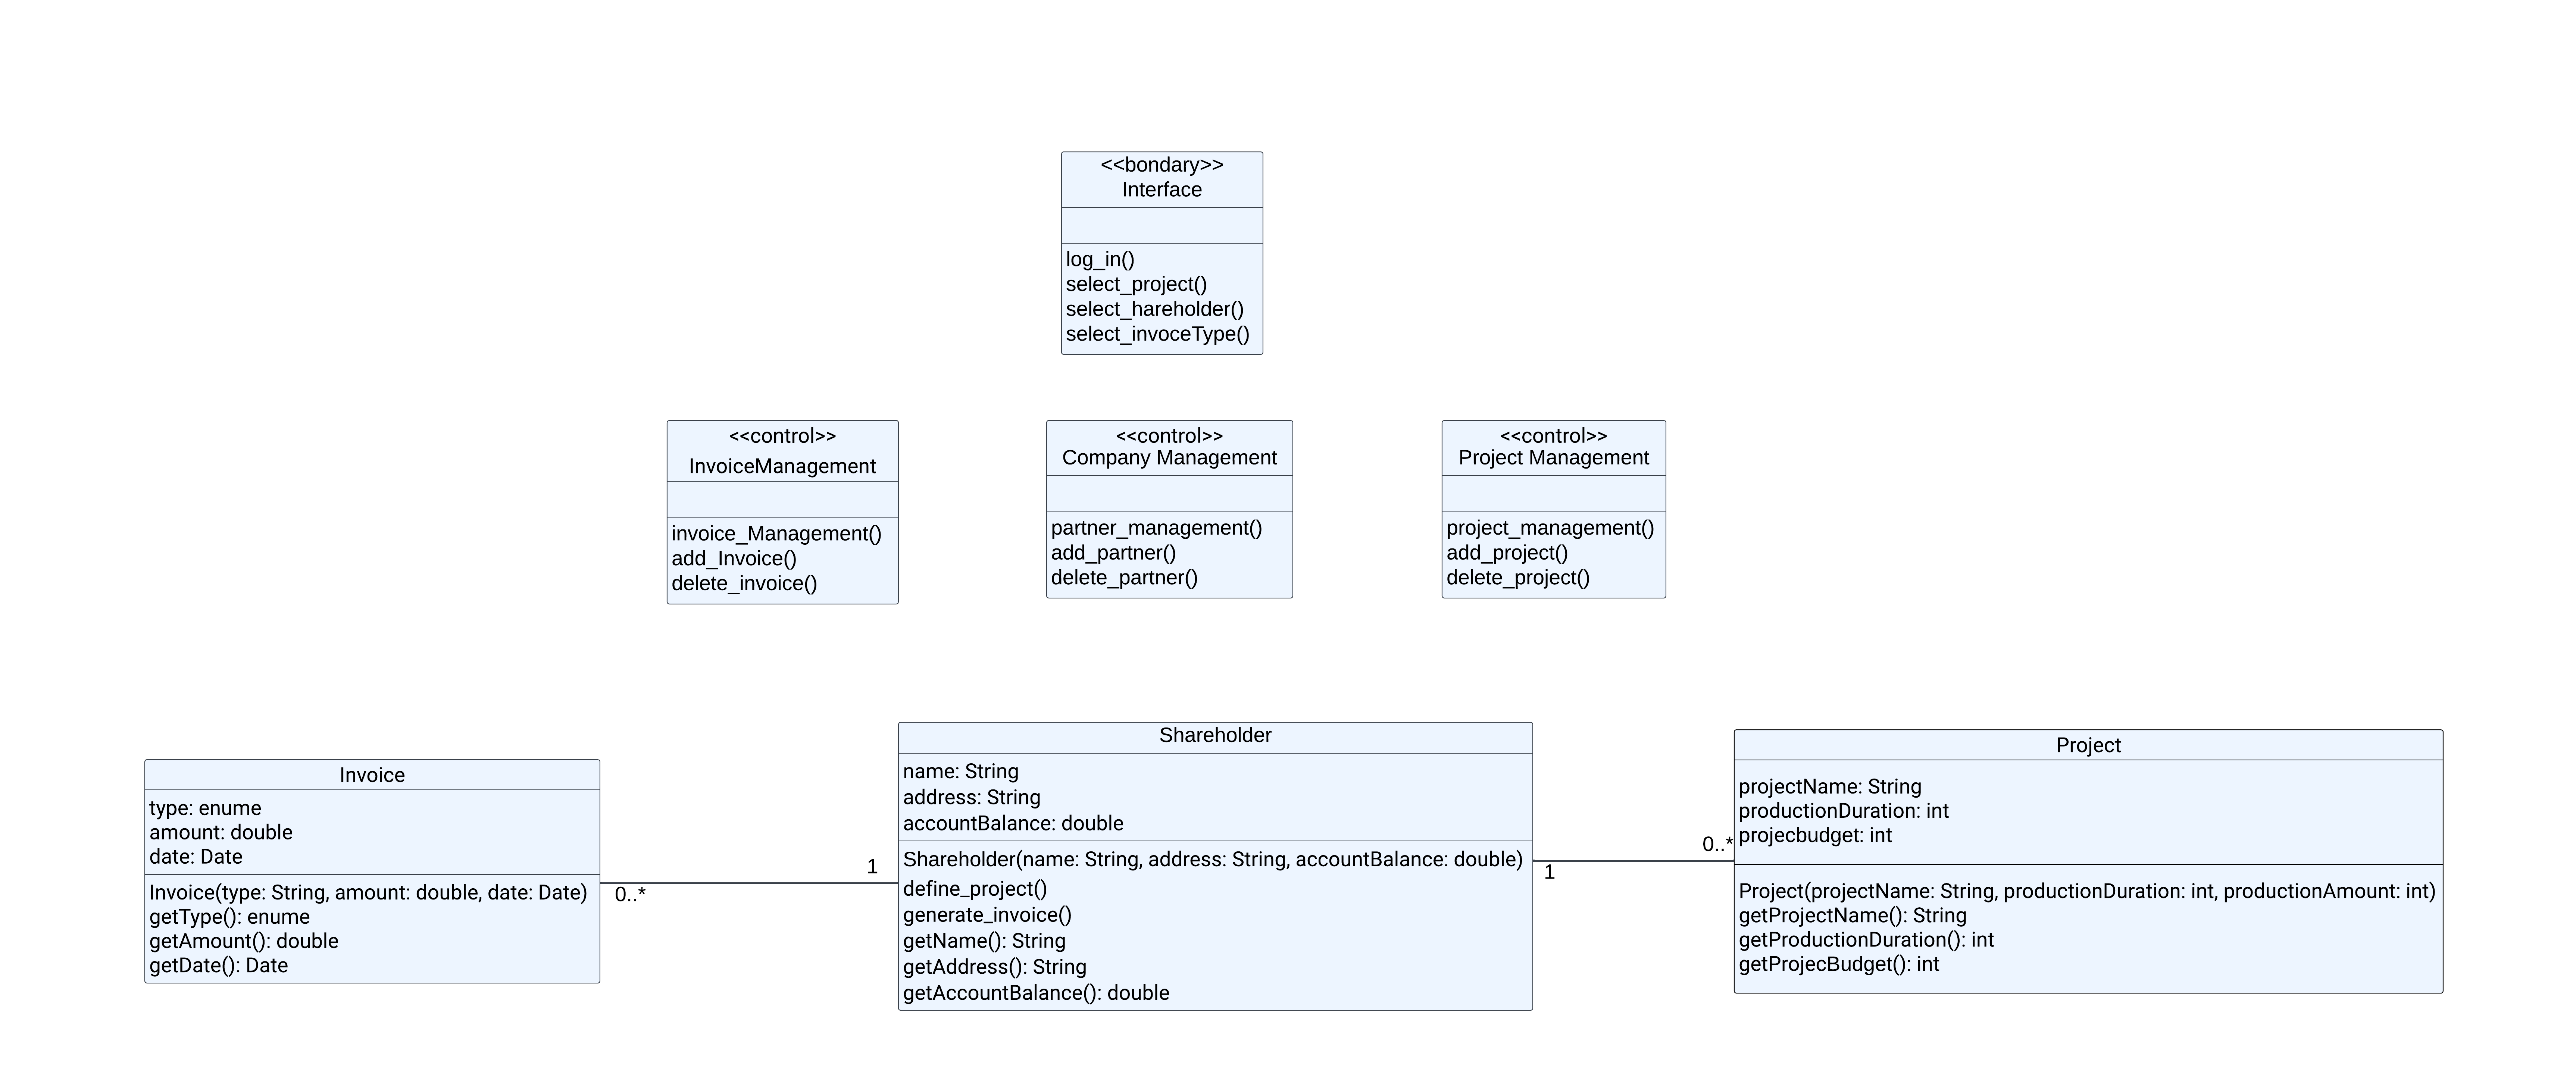 <<bondary>>
Interface
log_in()
select_project()
select_hareholder()
select_invoceType()
<<control>>
InvoiceManagement
invoice_Management()
add_Invoice()
delete_invoice()
<<control>>
Company Management
partner_management()
add_partner()
delete_partner()
<<control>>
Project Management
project_management()
add_project()
delete_project()
Invoice
type: enume
amount: double
date: Date
Invoice(type: String, amount: double, date: Date)
getType(): enume
getAmount(): double
getDate(): Date
0..*
1
Shareholder
name: String
address: String
accountBalance: double
Shareholder(name: String, address: String, accountBalance: double)
define_project()
generate_invoice()
getName(): String
getAddress(): String
getAccountBalance(): double
1
0..*
Project
projectName: String
productionDuration: int
projecbudget: int
Project(projectName: String, productionDuration: int, productionAmount: int)
getProjectName(): String
getProductionDuration(): int
getProjecBudget(): int